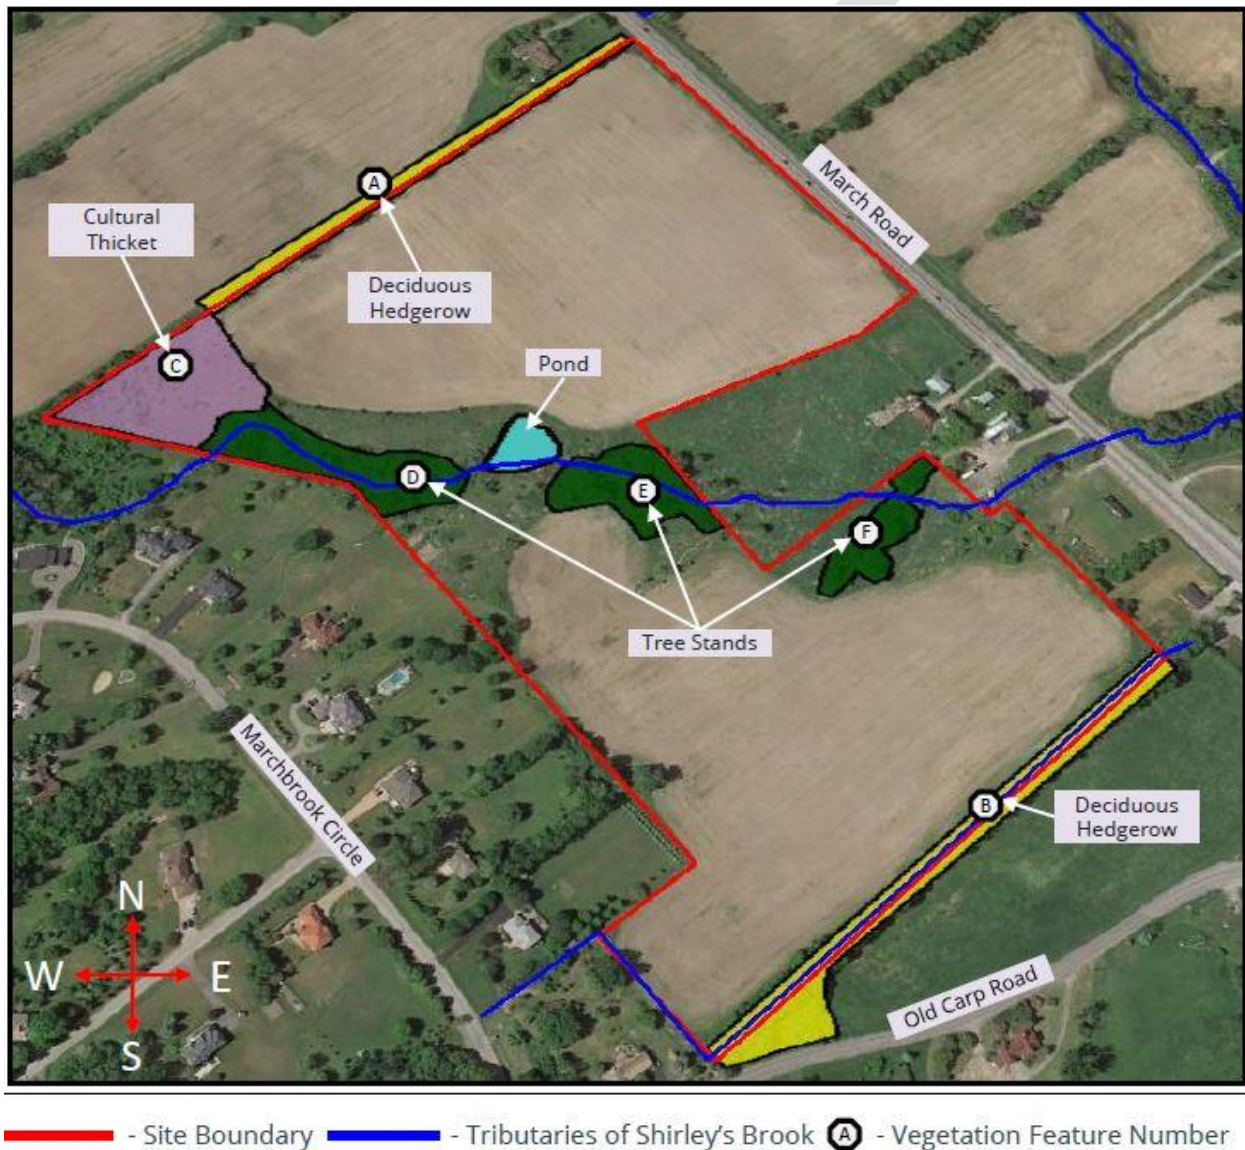 A
March Road
Cultural
Thicket
Deciduous
Hedgerow
C
Pond
D
E
F
Tree Stands
Marchbrook Circle
B
Deciduous
Hedgerow
N
W E
S
Old Carp Road
- Site Boundary - Tributaries of Shirley's Brook A - Vegetation Feature Number